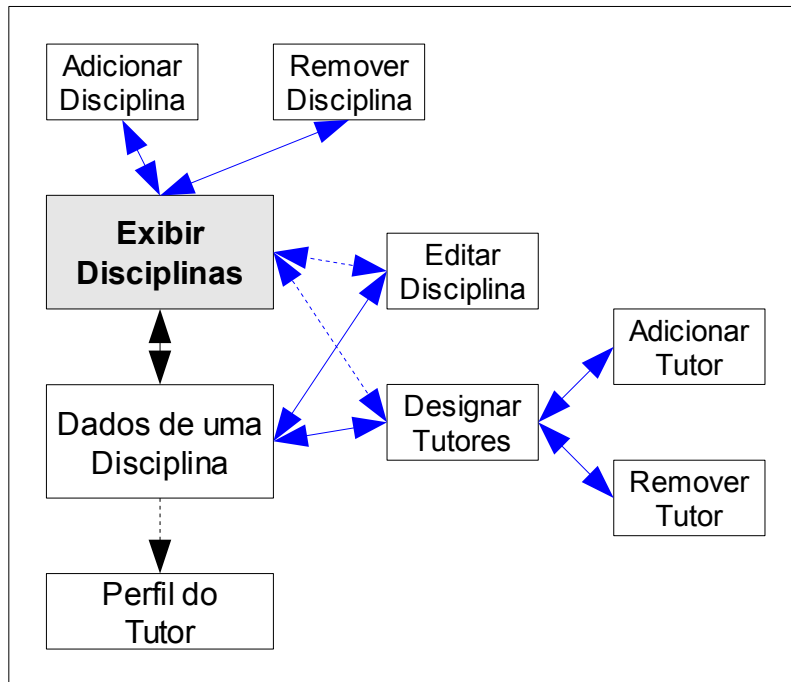 Adicionar
Disciplina
Remover
Disciplina
Exibir
Disciplinas
Editar
Disciplina
Adicionar
Tutor
Dados de uma
Disciplina
Designar
Tutores
Remover
Tutor
Perfil do
Tutor